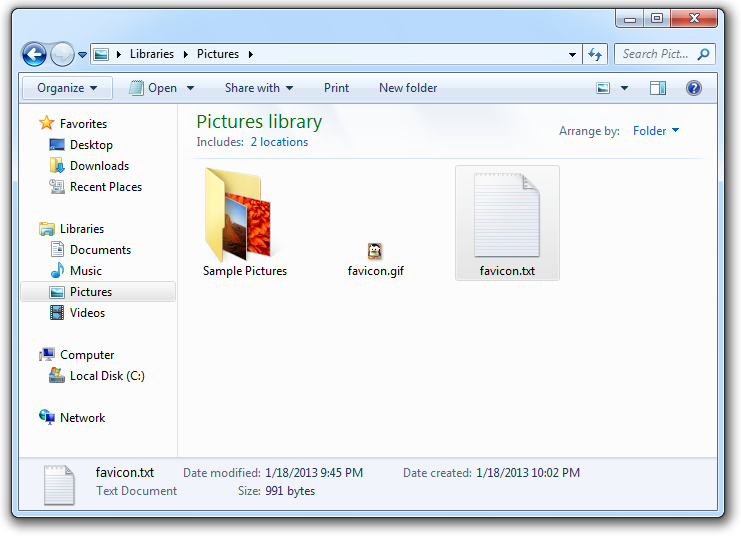 Libraries Pictures
Search Pict...
Organize Open Share with Print New folder
Favorites
Desktop
Downloads
Recent Places
Libraries
Documents
Music
Pictures
Videos
Computer
Local Disk (C:)
Network
Pictures library
Includes: 2 locations
Arrange by: Folder
Sample Pictures
favicon.gif
favicon.txt
favicon.txt Date modified: 1/18/2013 9:45 PM Date created: 1/18/2013 10:02 PM
Text Document Size: 991 bytes